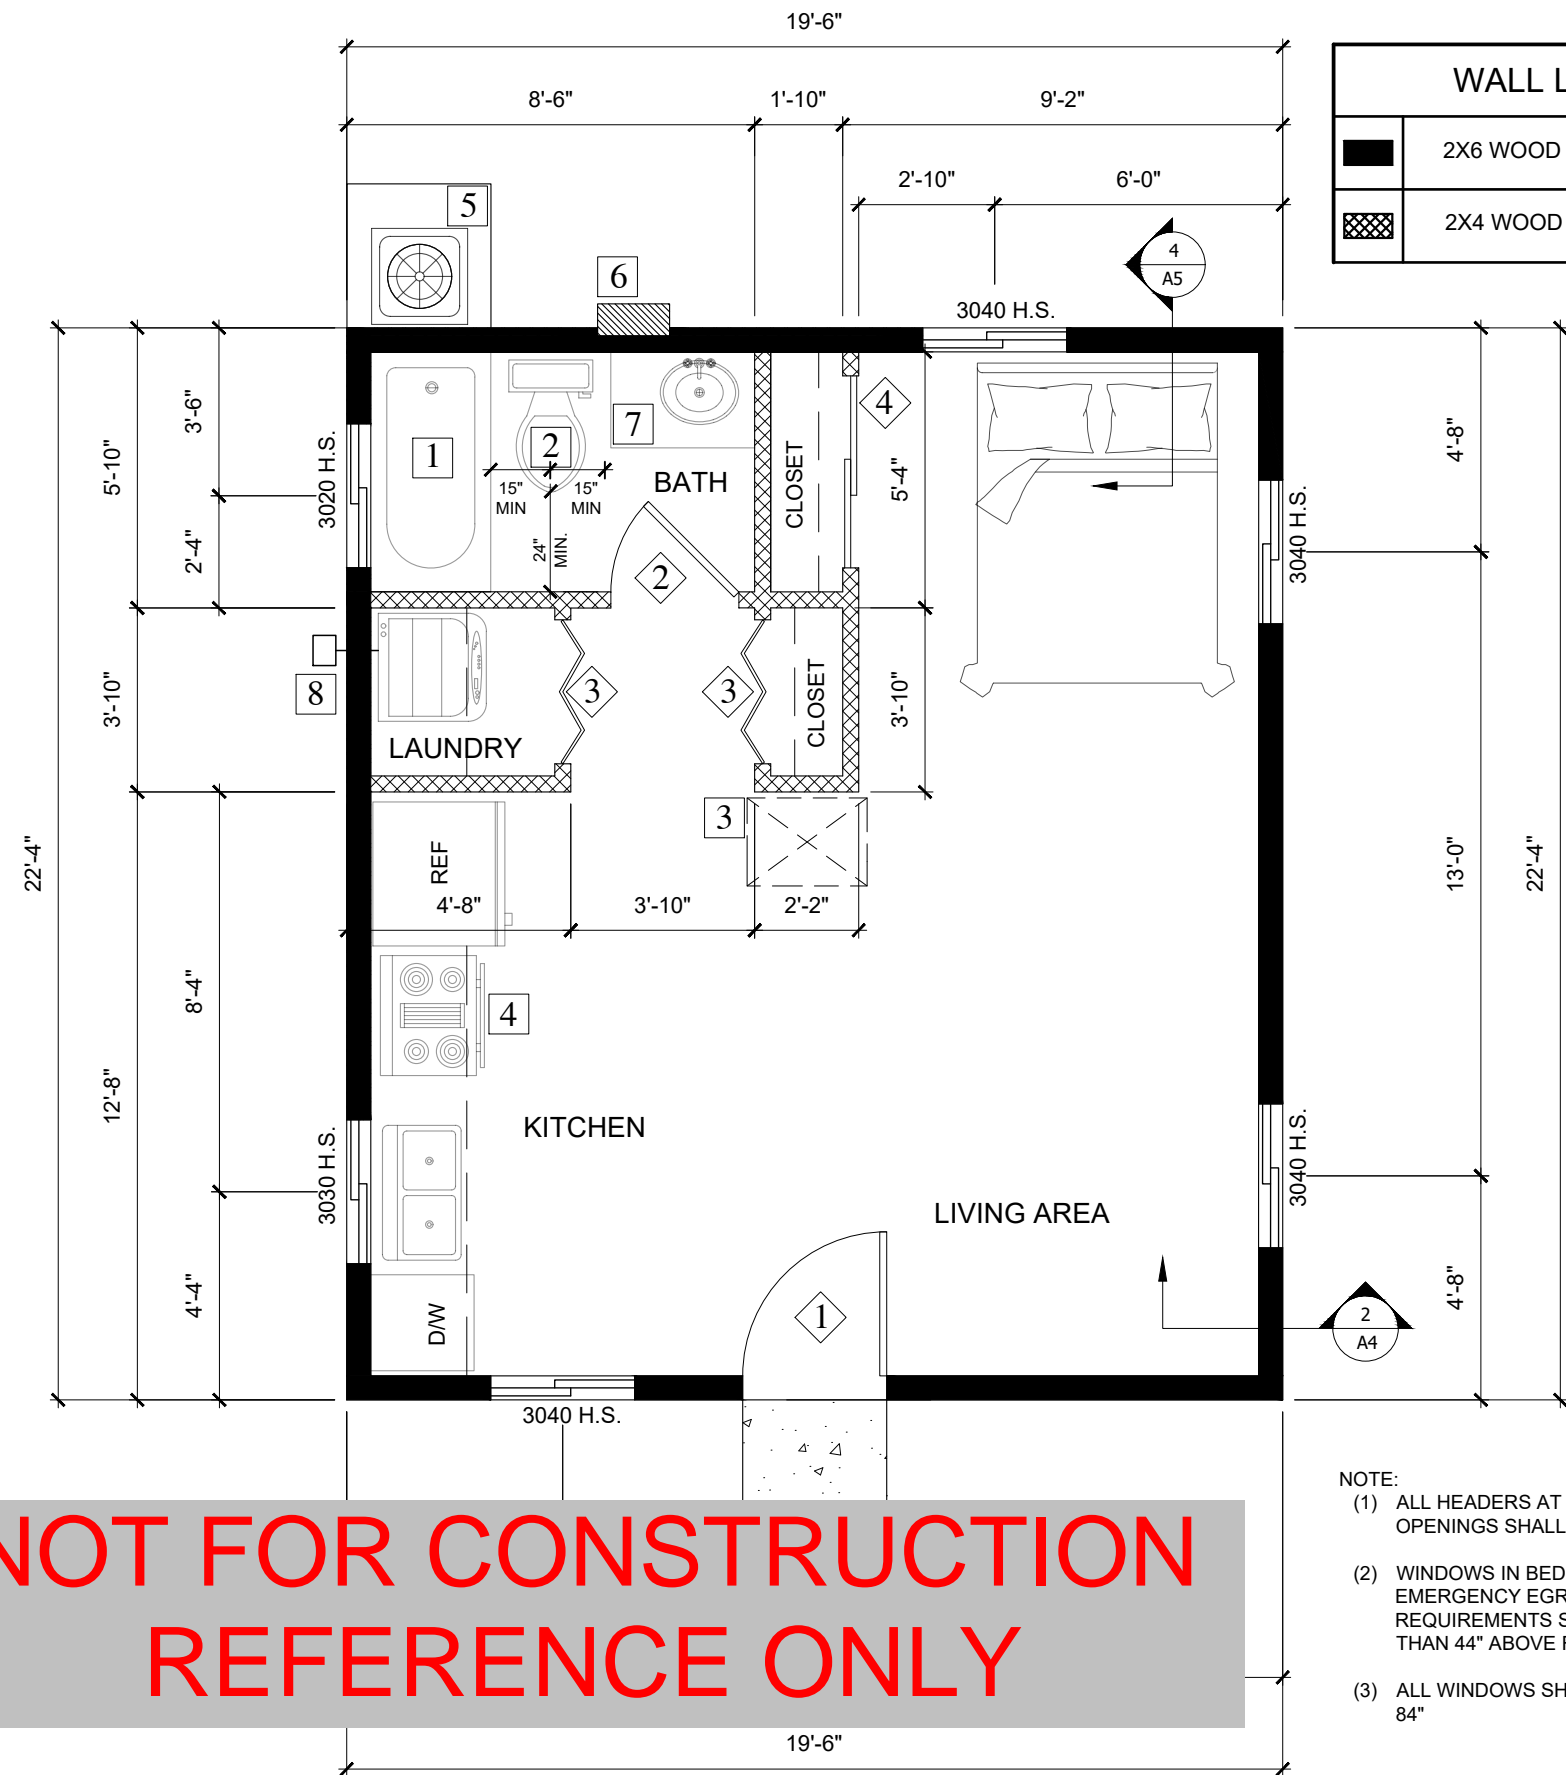 19'-6"
8'-6"
1'-10"
9'-2"
2'-10"
6'-0"
WALL L
2X6 WOOD
2X4 WOOD
5
6
4
A5
3040 H.S.
3'-6"
5'-10"
3020 H.S.
2'-4"
1
2
7
4
15"
MIN
15"
MIN
24"
MIN.
BATH
CLOSET
5'-4"
4'-8"
3040 H.S.
2
3'-10"
8
3
3
LAUNDRY
CLOSET
3'-10"
22'-4"
REF
3
4'-8"
3'-10"
2'-2"
13'-0"
22'-4"
8'-4"
4
12'-8"
KITCHEN
3030 H.S.
3040 H.S.
LIVING AREA
4'-4"
D/W
1
4'-8"
2
A4
3040 H.S.
NOTE:
(1) ALL HEADERS AT
OPENINGS SHALL
(2) WINDOWS IN BED
EMERGENCY EGR
REQUIREMENTS S
THAN 44" ABOVE F
(3) ALL WINDOWS SH
84"
NOT FOR CONSTRUCTION
REFERENCE ONLY
19'-6"